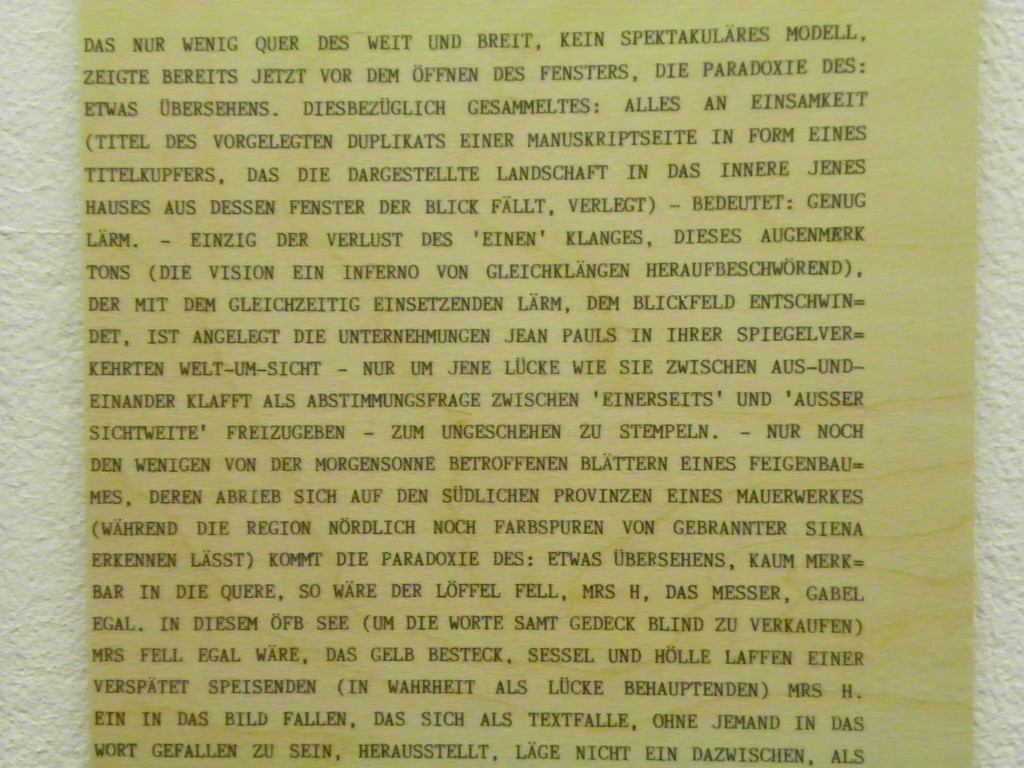 DAS NUR WENIG QUER DES WEIT UND BREIT, KEIN SPEKTAKULÄRES MODELL,
ZEIGTE BEREITS JETZT VOR DEM ÖFFNEN DES FENSTERS, DIE PARADOXIE DES:
ETWAS ÜBERSEHENS. DIESBEZÜGLICH GESAMMELTES: ALLES AN EINSAMKEIT
(TITEL DES VORGELEGTEN DUPLIKATS EINER MANUSKRIPTSEITE IN FORM EINES
TITELKUPFERS, DAS DIE DARGESTELLTE LANDSCHAFT IN DAS INNERE JENES
HAUSES AUS DESSEN FENSTER DER BLICK FÄLLT, VERLEGT) - BEDEUTET: GENUG
LÄRM. - EINZIG DER VERLUST DES 'EINEN' KLANGES, DIESES AUGENMERK
TONS (DIE VISION EIN INFERNO VON GLEICHKLÄNGEN HERAUFBESCHWÖREND),
DER MIT DEM GLEICHZEITIG EINSETZENDEN LÄRM, DEM BLICKFELD ENTSCHWIN=
DET, IST ANGELEGT DIE UNTERNEHMUNGEN JEAN PAULS IN IHRER SPIEGELVER=
KEHRTEN WELT-UM-SICHT - NUR UM JENE LÜCKE WIE SIE ZWISCHEN AUS-UND-
EINANDER KLAFFT ALS ABSTIMMUNGSFRAGE ZWISCHEN 'EINERSEITS' UND 'AUSSER
SICHTWEITE' FREIZUGEBEN - ZUM UNGESCHEHEN ZU STEMPELN. - NUR NOCH
DEN WENIGEN VON DER MORGENSONNE BETROFFENEN BLÄTTERN EINES FEIGENBAU=
MES, DEREN ABRIEB SICH AUF DEN SÜDLICHEN PROVINZEN EINES MAUERWERKES
(WÄHREND DIE REGION NÖRDLICH NOCH FARBSPUREN VON GEBRANNTER SIENA
ERKENNEN LÄSST) KOMMT DIE PARADOXIE DES: ETWAS ÜBERSEHENS, KAUM MERK=
BAR IN DIE QUERE, SO WÄRE DER LÖFFEL FELL, MRS H, DAS MESSER, GABEL
EGAL. IN DIESEM ÖFB SEE (UM DIE WORTE SAMT GEDECK BLIND ZU VERKAUFEN)
MRS FELL EGAL WÄRE, DAS GELB BESTECK, SESSEL UND HÖLLE LAFFEN EINER
VERSPÄTET SPEISENDEN (IN WAHRHEIT ALS LÜCKE BEHAUPTENDEN) MRS H.
EIN IN DAS BILD FALLEN, DAS SICH ALS TEXTFALLE, OHNE JEMAND IN DAS
WORT GEFALLEN ZU SEIN, HERAUSSTELLT, LÄGE NICHT EIN DAZWISCHEN, ALS